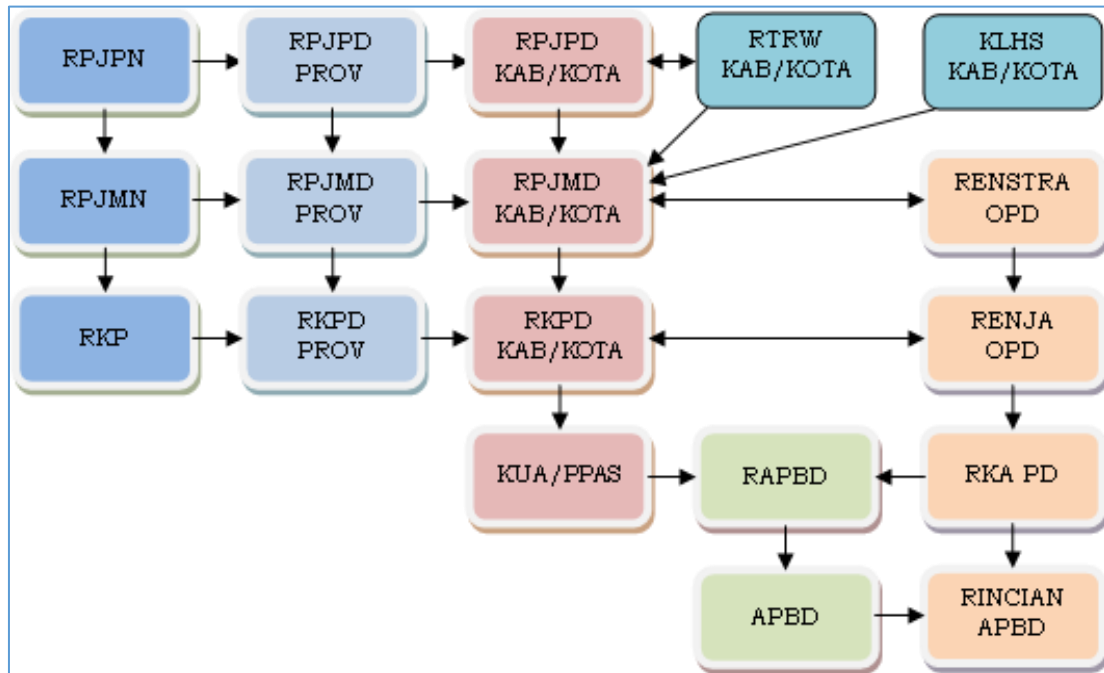 RPJPN
RPJPD
PROV
RPJPD
KAB/KOTA
RTRW
KAB/KOTA
KLHS
KAB/KOTA
RPJMN
RPJMD
PROV
RPJMD
KAB/KOTA
RENSTRA
OPD
RKP
RKPD
PROV
RKPD
KAB/KOTA
RENJA
OPD
KUA/PPAS
RAPBD
RKA PD
APBD
RINCIAN
APBD